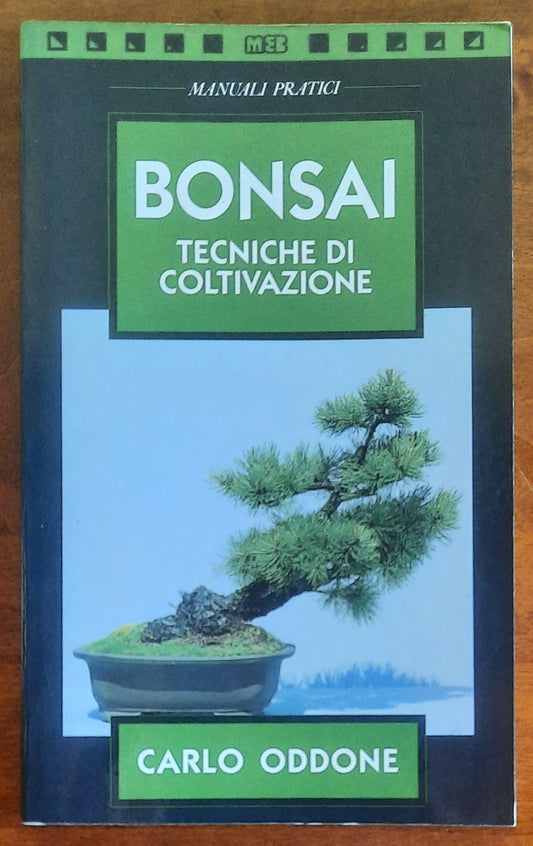 MEB
MANUALI PRATICI
BONSAI
TECNICHE DI
COLTIVAZIONE
CARLO ODDONE